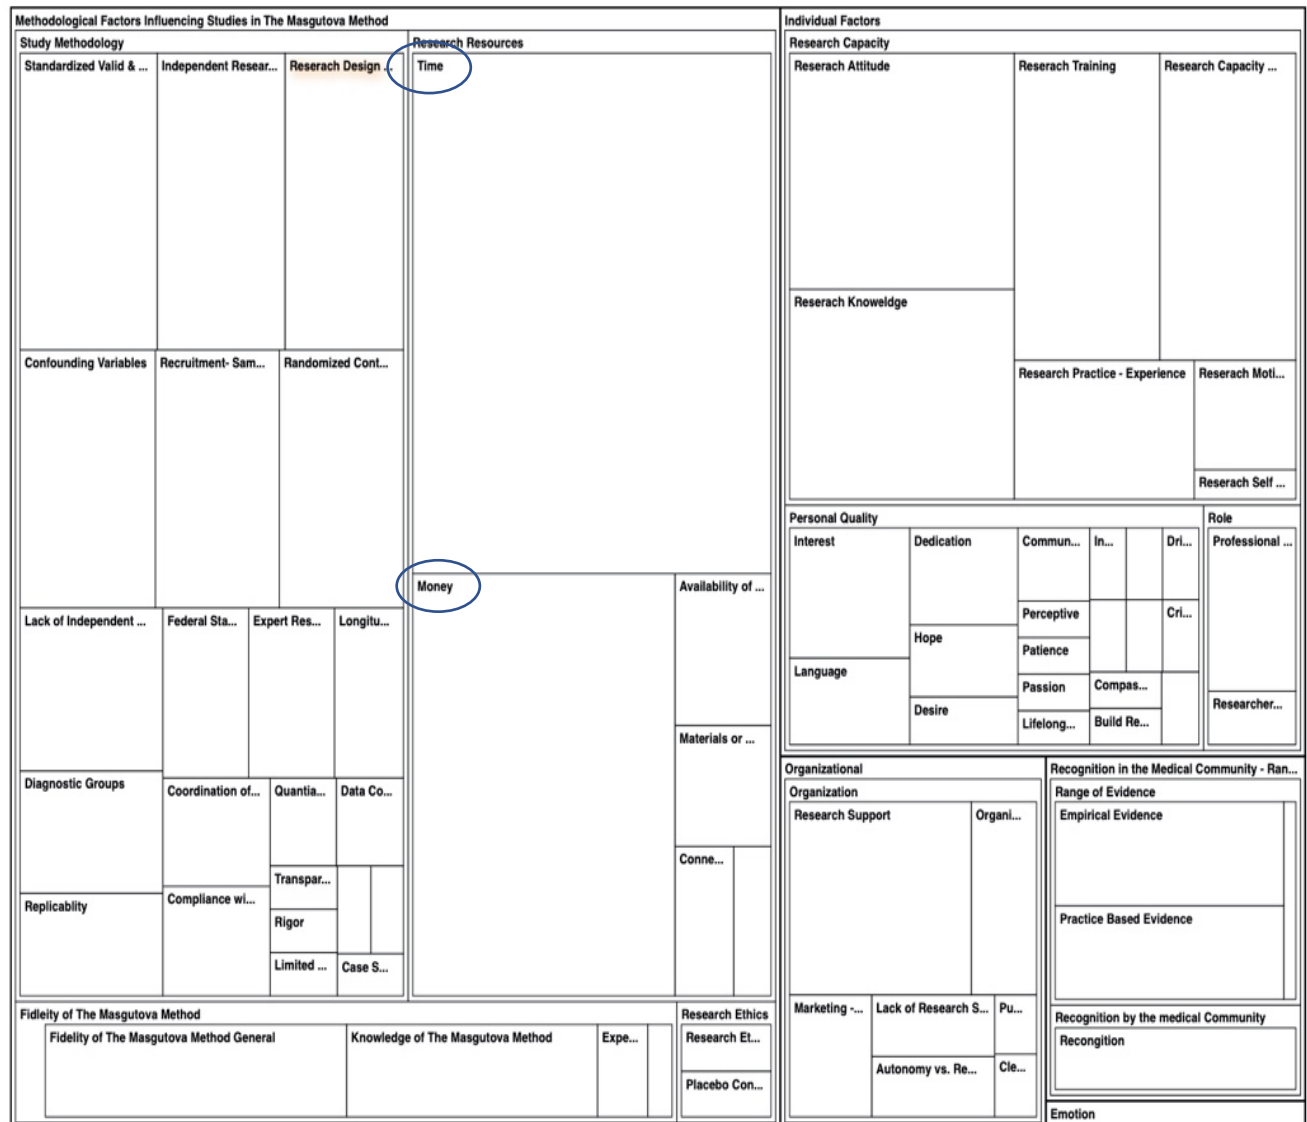 Methodological Factors Influencing Studies in The Masgutova Method
Study Methodology
Standardized Valid & ...
Independent Resear...
Reserach Design ...
Confounding Variables
Recruitment- Sam...
Randomized Cont...
Lack of Independent ...
Federal Sta...
Expert Res...
Longitu...
Diagnostic Groups
Coordination of...
Quantia...
Data Co...
Transpar...
Replicablity
Compliance wi...
Rigor
Limited ...
Case S...
Research Resources
Time
Money
Availability of ...
Materials or ...
Conne...
Fidleity of The Masgutova Method
Fidelity of The Masgutova Method General
Knowledge of The Masgutova Method
Expe...
Research Ethics
Research Et...
Placebo Con...
Individual Factors
Research Capacity
Reserach Attitude
Reserach Training
Research Capacity ...
Reserach Knoweldge
Research Practice - Experience
Reserach Moti...
Reserach Self ...
Personal Quality
Interest
Dedication
Commun...
In...
Dri...
Perceptive
Cri...
Hope
Patience
Language
Passion
Compas...
Desire
Lifelong...
Build Re...
Role
Professional ...
Researcher...
Organizational
Organization
Research Support
Organi...
Marketing -...
Lack of Research S...
Pu...
Autonomy vs. Re...
Cle...
Recognition in the Medical Community - Ran...
Range of Evidence
Empirical Evidence
Practice Based Evidence
Recognition by the medical Community
Recongition
Emotion